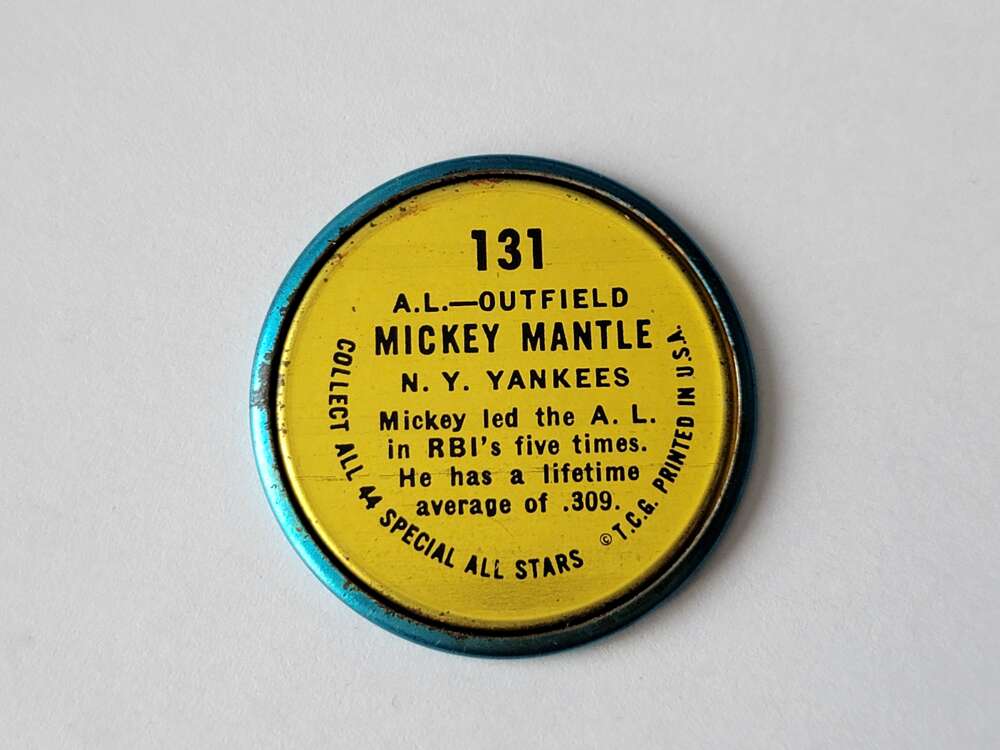 131
A.L.—OUTFIELD
MICKEY MANTLE
N. Y. YANKEES
Mickey led the A. L.
in RBI's five times.
He has a lifetime
average of .309.
COLLECT ALL 44 SPECIAL ALL STARS
© T.C.G. PRINTED IN U.S.A.